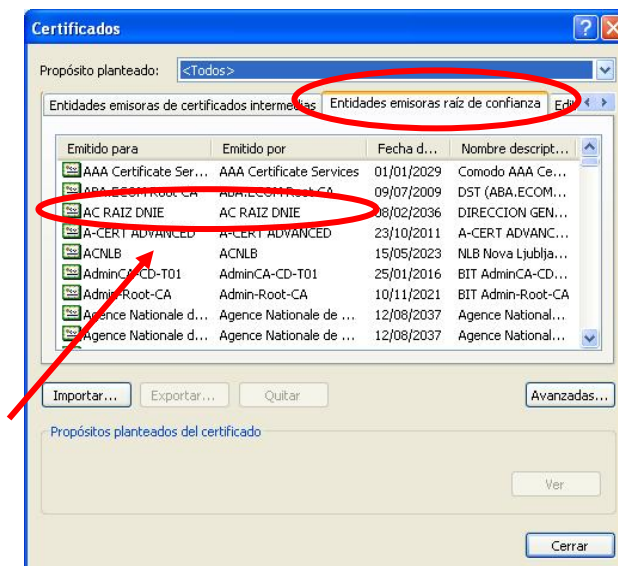 Certificados
Propósito planteado: <Todos>
Entidades emisoras de certificados intermedias Entidades emisoras raíz de confianza Edi
Emitido para Emitido por Fecha d... Nombre descript...
AAA Certificate Ser... AAA Certificate Services 01/01/2029 Comodo AAA Ce...
ABA.ECOM Root CA ABA.ECOM Root CA 09/07/2009 DST (ABA.ECOM...
AC RAIZ DNIE AC RAIZ DNIE 08/02/2036 DIRECCION GEN...
A-CERT ADVANCED A-CERT ADVANCED 23/10/2011 A-CERT ADVANC...
ACNLB ACNLB 15/05/2023 NLB Nova Ljublja...
AdminCA-CD-T01 AdminCA-CD-T01 25/01/2016 BIT AdminCA-CD...
Admin-Root-CA Admin-Root-CA 10/11/2021 BIT Admin-Root-CA
Agence Nationale d... Agence Nationale de ... 12/08/2037 Agence National...
Agence Nationale d... Agence Nationale de ... 12/08/2037 Agence National...
Importar... Exportar... Quitar Avanzadas...
Propósitos planteados del certificado
Ver
Cerrar